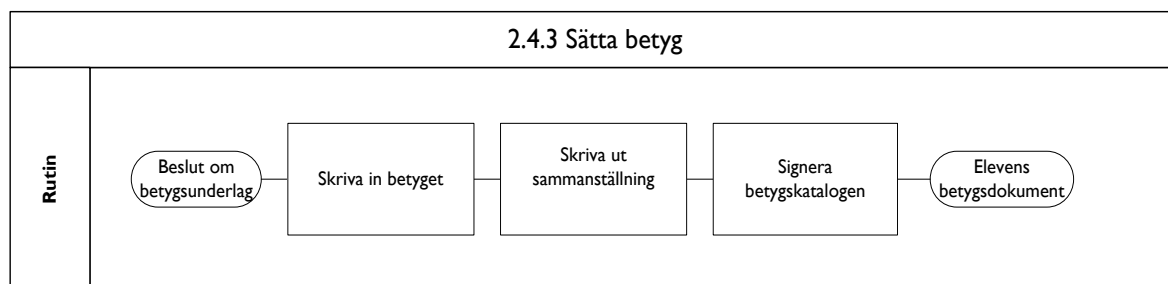 2.4.3 Sätta betyg
Rutin
Beslut om
betygsunderlag
Skriva in betyget
Skriva ut
sammanställning
Signera
betygskatalogen
Elevens
betygsdokument